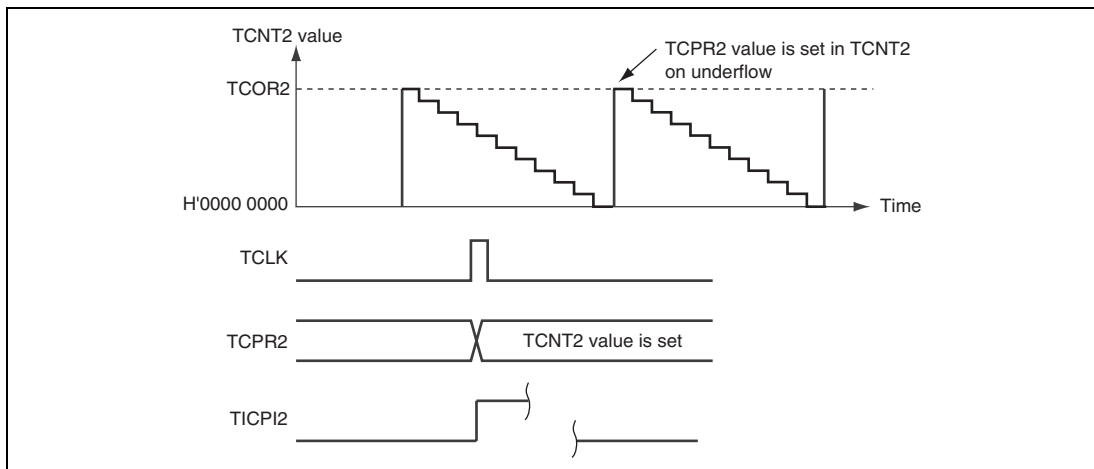 TCNT2 value
TCPR2 value is set in TCNT2
on underflow
TCOR2
H'0000 0000
Time
TCLK
TCPR2
TCNT2 value is set
TICPI2